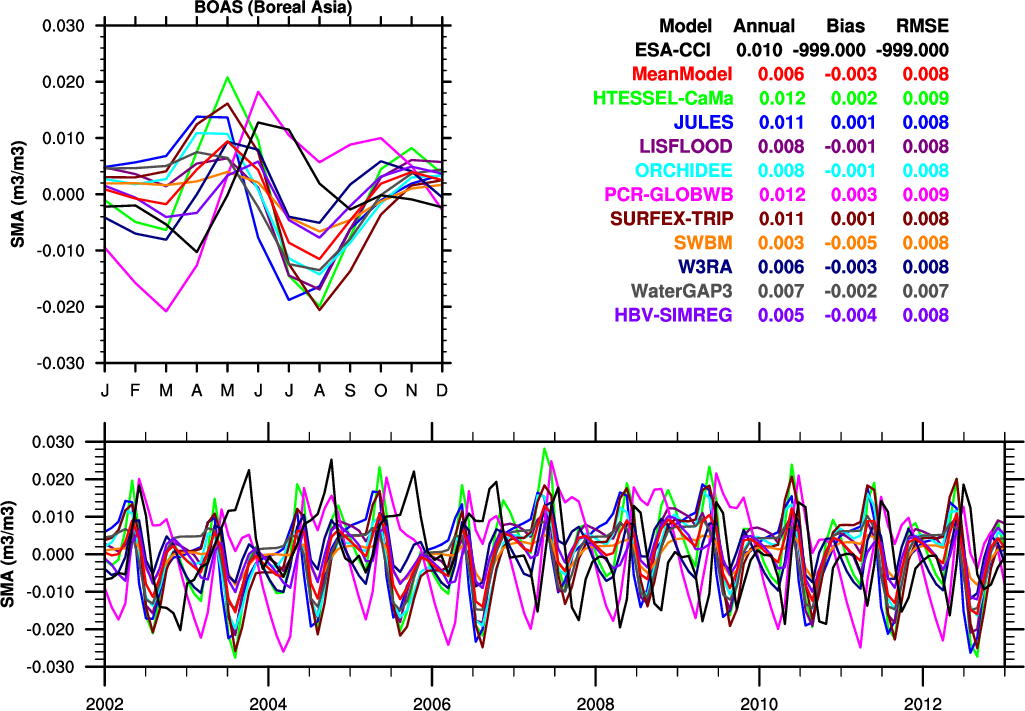 BOAS (Boreal Asia)
0.030
0.020
0.010
0.000
-0.010
-0.020
-0.030
SMA (m3/m3)
J F M A M J J A S O N D
Model Annual Bias RMSE
ESA-CCI 0.010 -999.000 -999.000
MeanModel 0.006 -0.003 0.008
HTESSEL-CaMa 0.012 0.002 0.009
JULES 0.011 0.001 0.008
LISFLOOD 0.008 -0.001 0.008
ORCHIDEE 0.008 -0.001 0.008
PCR-GLOBWB 0.012 0.003 0.009
SURFEX-TRIP 0.011 0.001 0.008
SWBM 0.003 -0.005 0.008
W3RA 0.006 -0.003 0.008
WaterGAP3 0.007 -0.002 0.007
HBV-SIMREG 0.005 -0.004 0.008
0.030
0.020
0.010
0.000
-0.010
-0.020
-0.030
SMA (m3/m3)
2002 2004 2006 2008 2010 2012